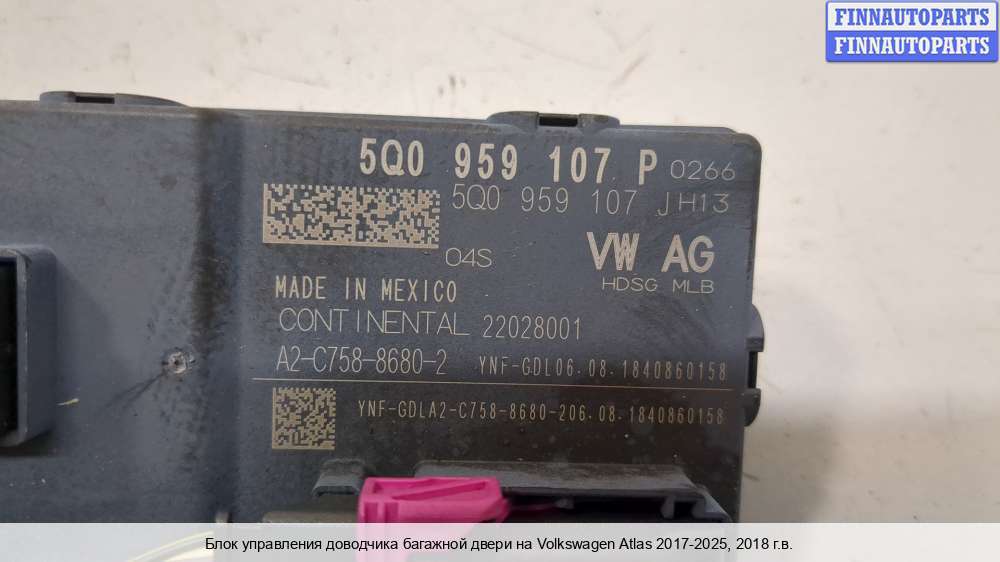 FINNAUTOPARTS
FINNAUTOPARTS
5Q0 959 107 P 0266
5Q0 959 107 JH13
04S
VW AG
HDSG MLB
MADE IN MEXICO
CONTINENTAL 22028001
A2-C758-8680-2 YNF-GDL06.08.1840860158
YNF-GDLA2-C758-8680-206.08.1840860158
Блок управления доводчика багажной двери на Volkswagen Atlas 2017-2025, 2018 г.в.